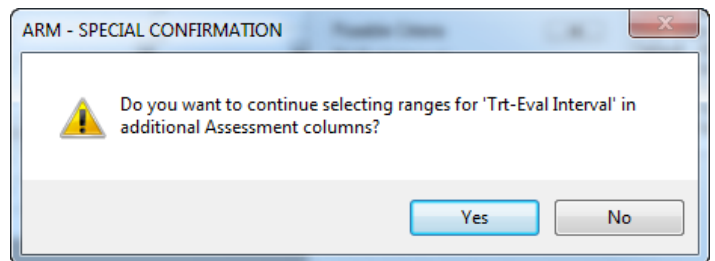 ARM - SPECIAL CONFIRMATION
Do you want to continue selecting ranges for 'Trt-Eval Interval' in
additional Assessment columns?
Yes
No